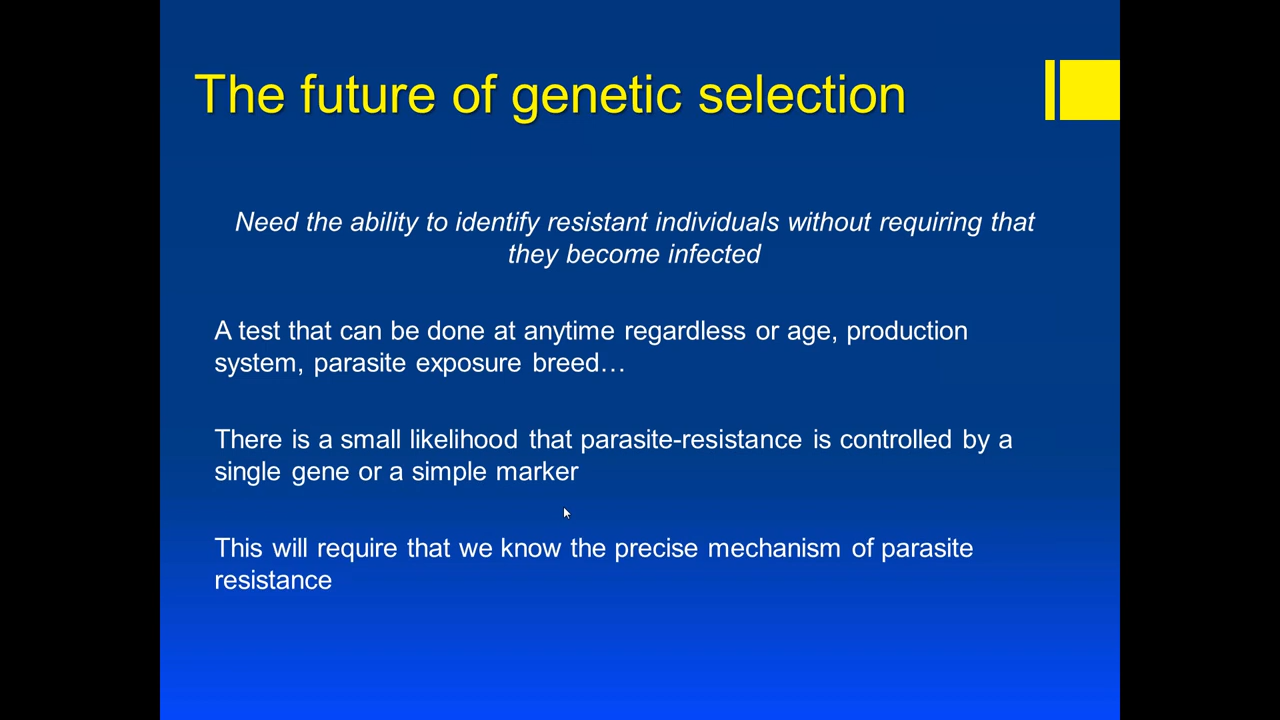 The future of genetic selection
Need the ability to identify resistant individuals without requiring that
they become infected
A test that can be done at anytime regardless or age, production
system, parasite exposure breed…
There is a small likelihood that parasite-resistance is controlled by a
single gene or a simple marker
This will require that we know the precise mechanism of parasite
resistance